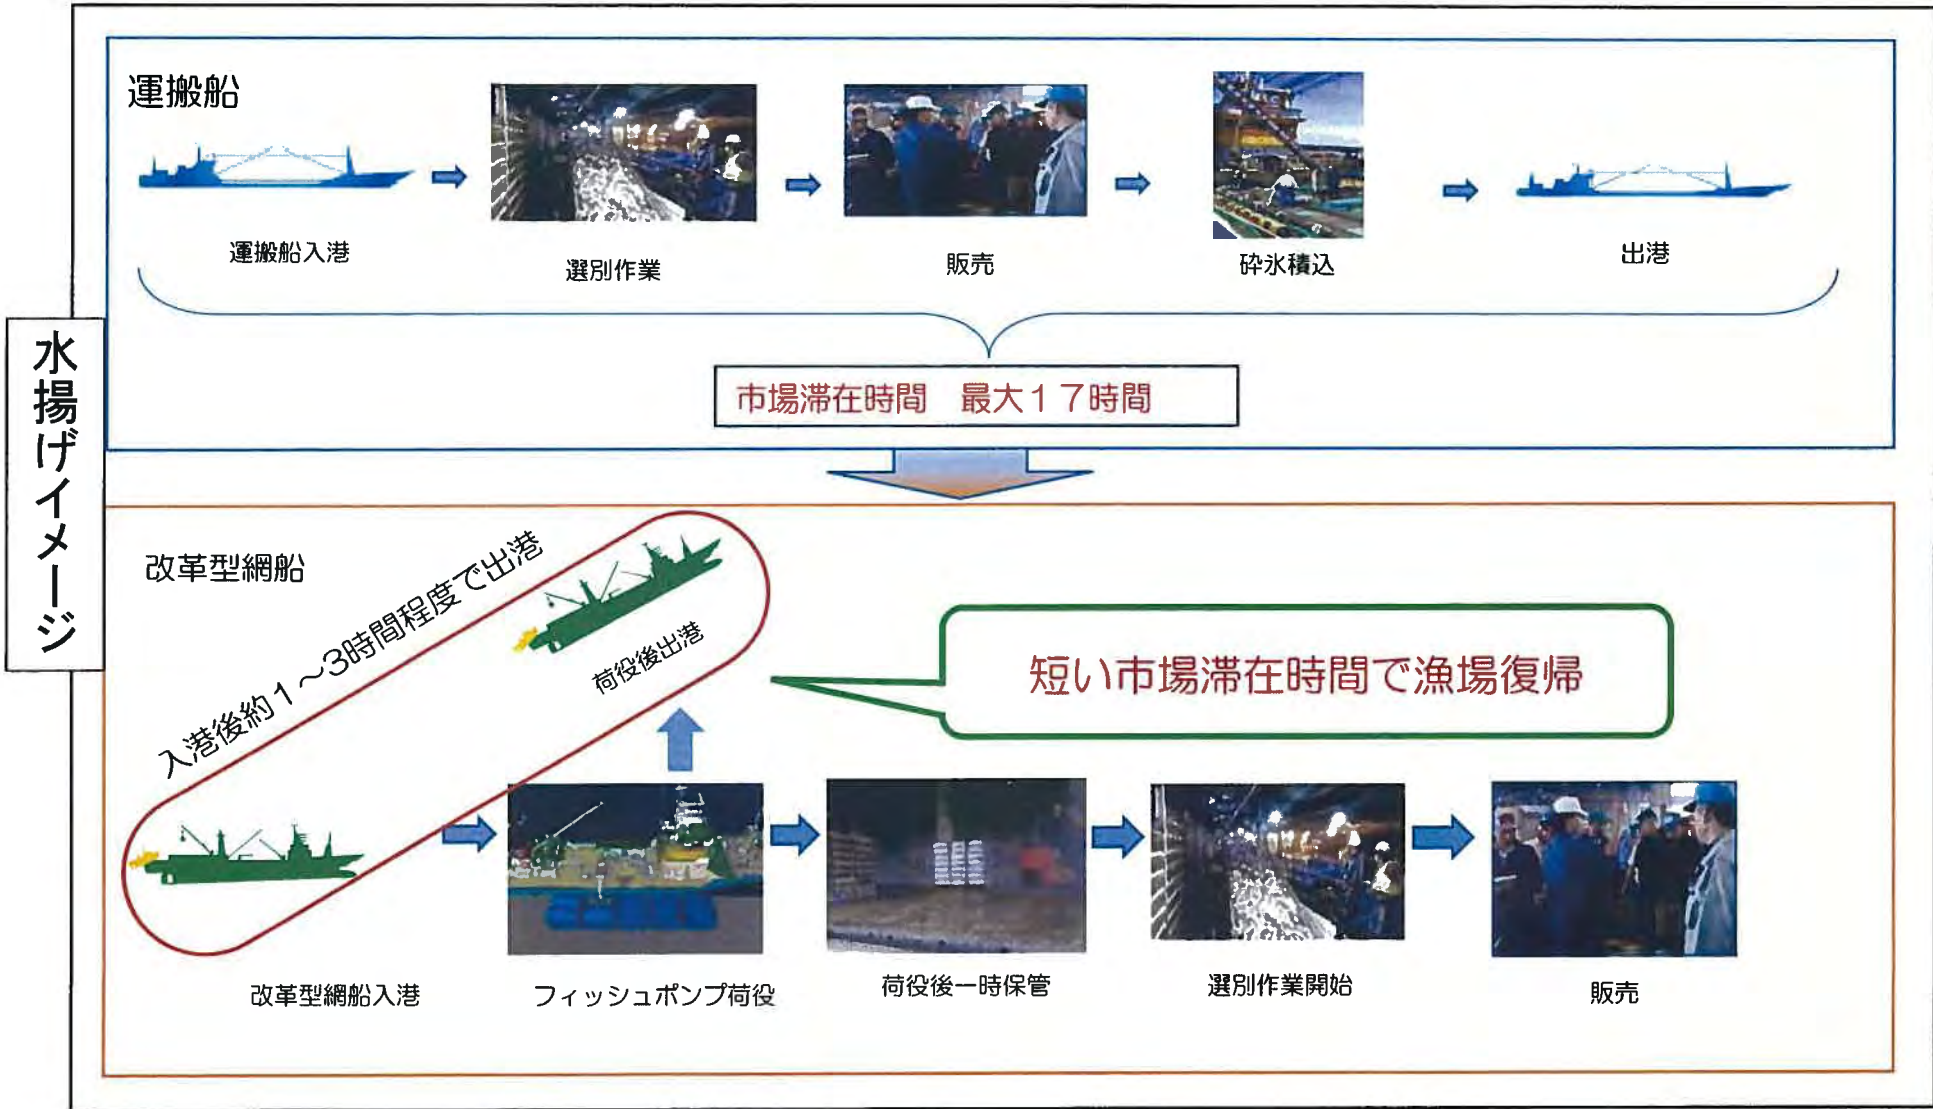 水揚げイメージ
運搬船
運搬船入港
選別作業
販売
砕氷積込
出港
市場滞在時間 最大17時間
改革型網船
入港後約1～3時間程度で出港
荷役後出港
短い市場滞在時間で漁場復帰
改革型網船入港
フィッシュポンプ荷役
荷役後一時保管
選別作業開始
販売